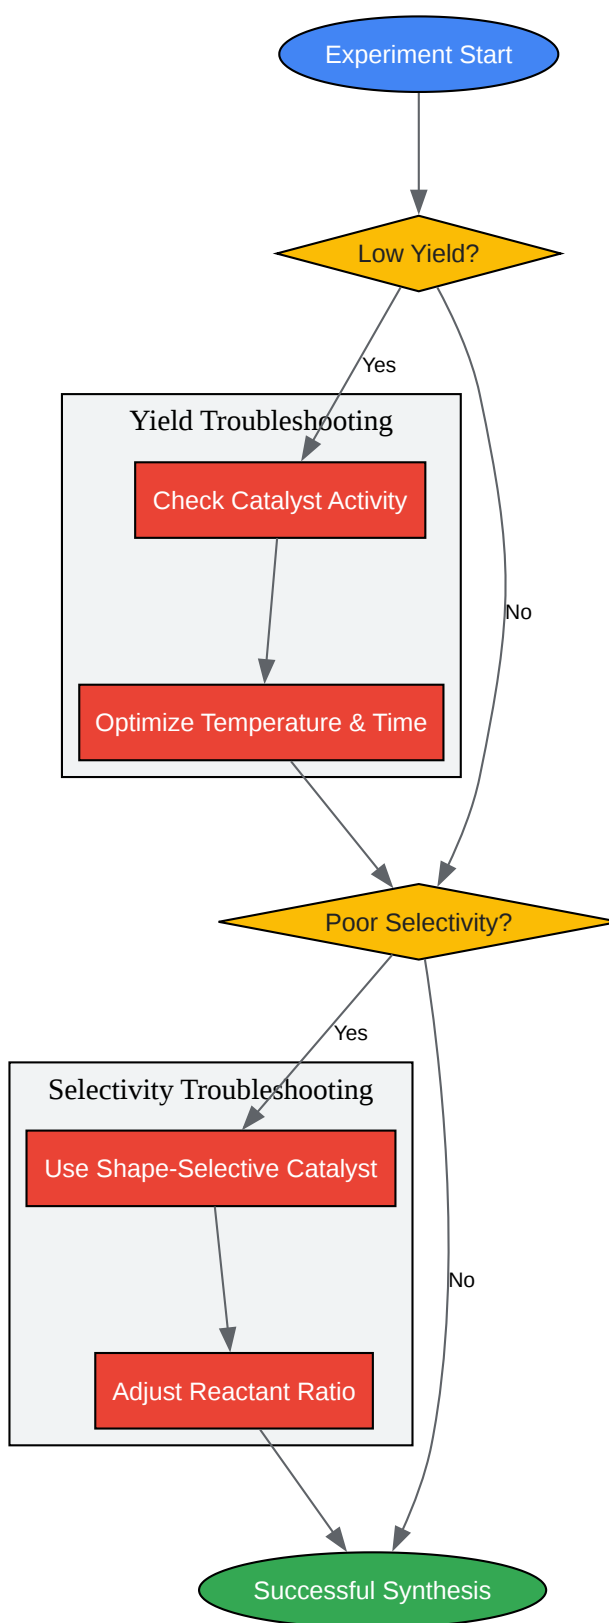 Experiment Start
Low Yield?
Yes
Yield Troubleshooting
Check Catalyst Activity
No
Optimize Temperature & Time
Poor Selectivity?
Yes
Selectivity Troubleshooting
Use Shape-Selective Catalyst
No
Adjust Reactant Ratio
Successful Synthesis